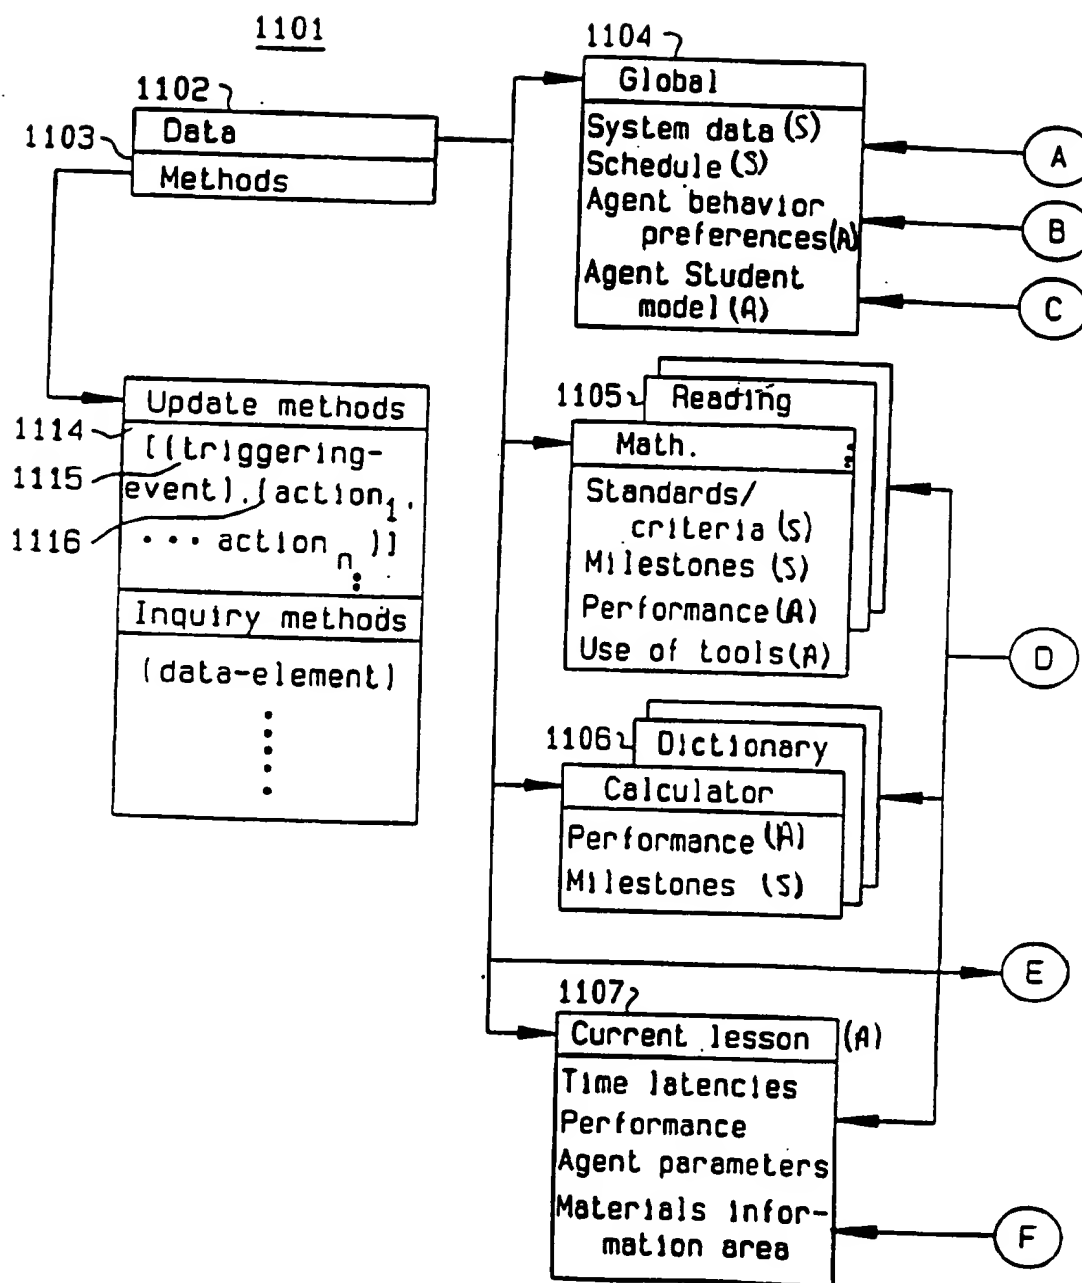 1101
1102
Data
1103
Methods
Update methods
1114
[((triggering-
1115
event),(action1,
1116
••• actionn )]
Inquiry methods
(data-element)
1104
Global
System data (S)
Schedule (S)
Agent behavior
preferences (A)
Agent Student
model (A)
A
B
C
1105
Reading
Math.
Standards/
criteria (S)
Milestones (S)
Performance (A)
Use of tools (A)
D
1106
Dictionary
Calculator
Performance (A)
Milestones (S)
E
1107
Current lesson (A)
Time latencies
Performance
Agent parameters
Materials infor-
mation area
F